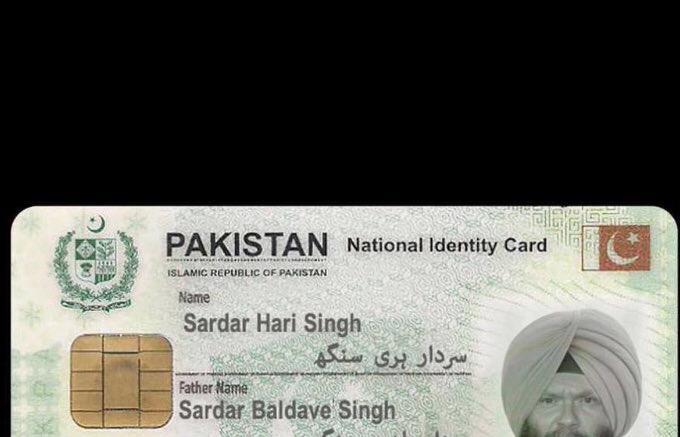 PAKISTAN National Identity Card
ISLAMIC REPUBLIC OF PAKISTAN
Name
Sardar Hari Singh
سردار ہری سنگھ
Father Name
Sardar Baldave Singh